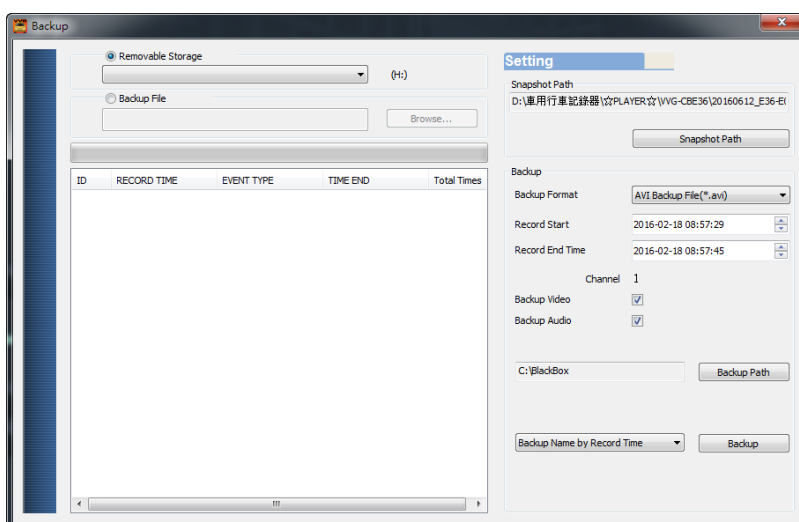 Backup
Removable Storage
(H:)
Backup File
Browse...
ID RECORD TIME EVENT TYPE TIME END Total Times
Setting
Snapshot Path
D:\車用行車記錄器\☆PLAYER☆\VVG-CBE36\20160612_E36-E(
Snapshot Path
Backup
Backup Format AVI Backup File(*.avi)
Record Start 2016-02-18 08:57:29
Record End Time 2016-02-18 08:57:45
Channel 1
Backup Video
Backup Audio
C:\BlackBox Backup Path
Backup Name by Record Time Backup